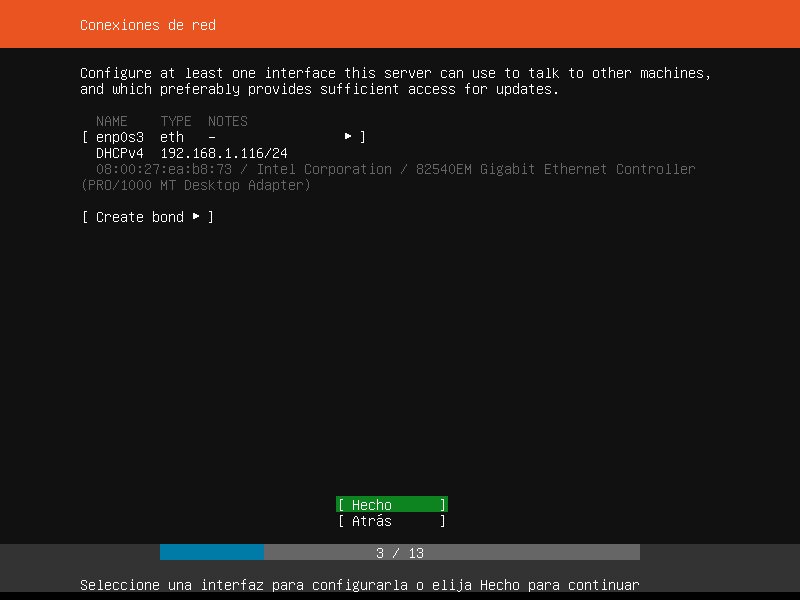 Conexiones de red
Configure at least one interface this server can use to talk to other machines,
and which preferably provides sufficient access for updates.
NAME TYPE NOTES
[ enp0s3 eth - ▸ ]
DHCPv4 192.168.1.116/24
08:00:27:ea:b8:73 / Intel Corporation / 82540EM Gigabit Ethernet Controller
(PRO/1000 MT Desktop Adapter)
[ Create bond ▸ ]
[ Hecho ]
[ Atrás ]
3 / 13
Seleccione una interfaz para configurarla o elija Hecho para continuar